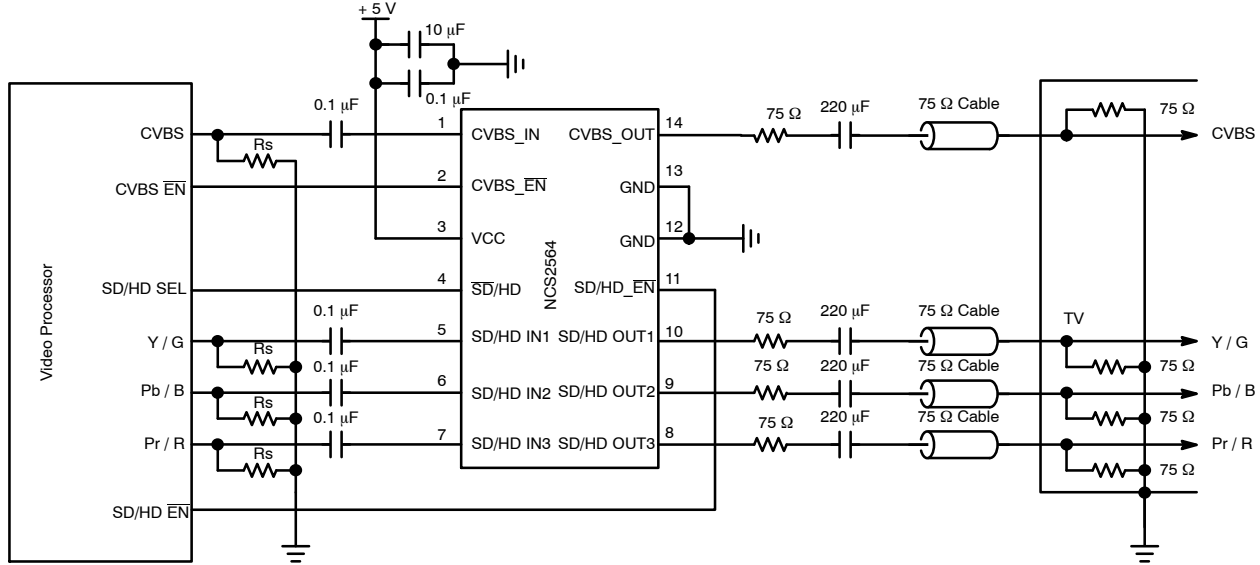 + 5 V
10 μF
0.1 μF
0.1 μF
75 Ω
220 μF
75 Ω Cable
75 Ω
CVBS
Rs
1
CVBS_IN
CVBS_OUT
14
CVBS
CVBS EN
2
CVBS_EN
GND
13
3
VCC
GND
12
Video Processor
NCS2564
SD/HD SEL
4
SD/HD
SD/HD_EN
11
0.1 μF
75 Ω
220 μF
75 Ω Cable
TV
Y / G
5
SD/HD IN1
SD/HD OUT1
10
Y / G
Rs
0.1 μF
75 Ω
220 μF
75 Ω Cable
75 Ω
Pb / B
6
SD/HD IN2
SD/HD OUT2
9
Pb / B
Rs
0.1 μF
75 Ω
220 μF
75 Ω Cable
75 Ω
Pr / R
7
SD/HD IN3
SD/HD OUT3
8
Pr / R
Rs
75 Ω
SD/HD EN